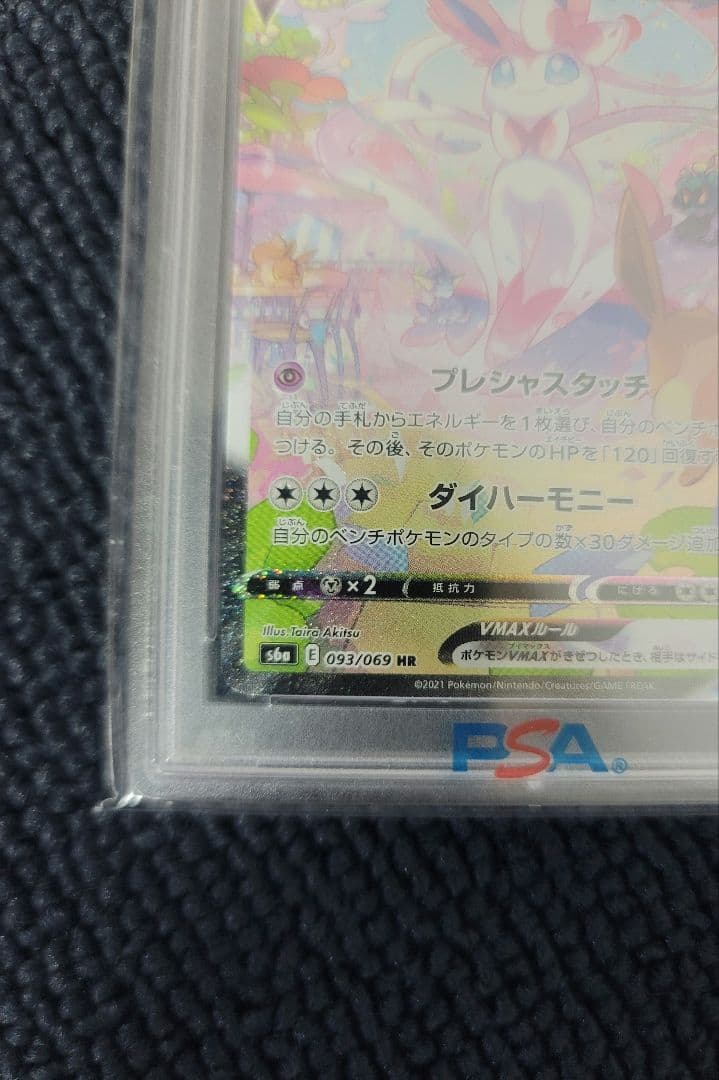 プレシャスタッチ
自分の手札からエネルギーを1枚選び、自分のベンチポ
つける。その後、そのポケモンのHPを「120」回復す
ダイハーモニー
自分のベンチポケモンのタイプの数×30ダメージ追加
弱点 ×2 抵抗力 にげる
Illus. Taira Akitsu
VMAXルール
s6a E 093/069 HR
ポケモンVMAXがきぜつしたとき、相手はサイド
©2021 Pokémon/Nintendo/Creatures/GAME FREAK.
PSA®